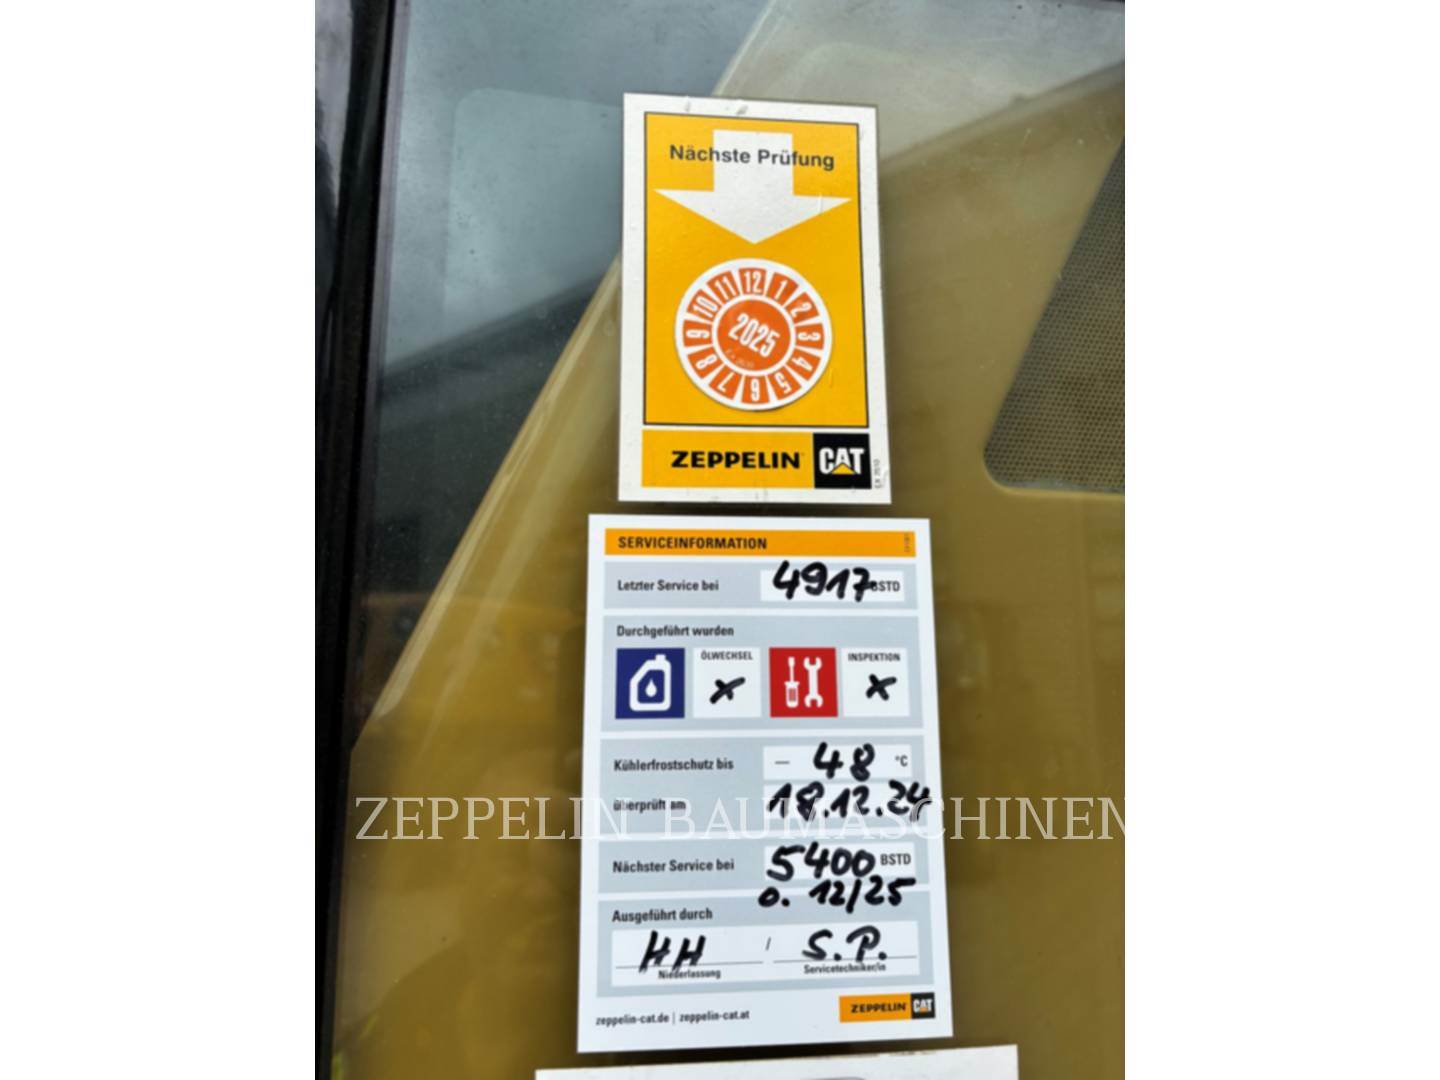 Nächste Prüfung
12 1 2 3 4 5 6 7 8 9 10 11
2025
ZEPPELIN CAT
SERVICEINFORMATION
Letzter Service bei 4917 BSTD
Durchgeführt wurden
ÖLWECHSEL x INSPEKTION x
Kühlerfrostschutz bis – 48 °C
überprüft am 18.12.24
ZEPPELIN BAUMASCHINEN
Nächster Service bei 5400 BSTD
o. 12/25
Ausgeführt durch
HH / S.P.
Niederlassung Servicetechniker/in
ZEPPELIN CAT
zeppelin-cat.de | zeppelin-cat.at